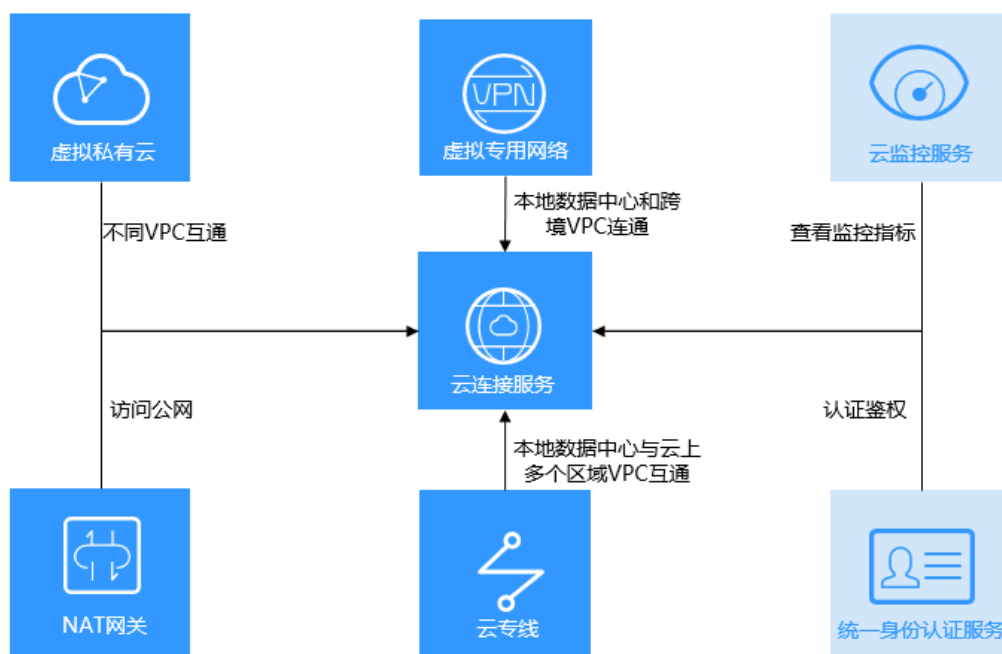 VPN
虚拟私有云
虚拟专用网络
云监控服务
不同VPC互通
本地数据中心和跨
境VPC连通
查看监控指标
云连接服务
访问公网
认证鉴权
本地数据中心与云上
多个区域VPC互通
NAT网关
云专线
统一身份认证服务